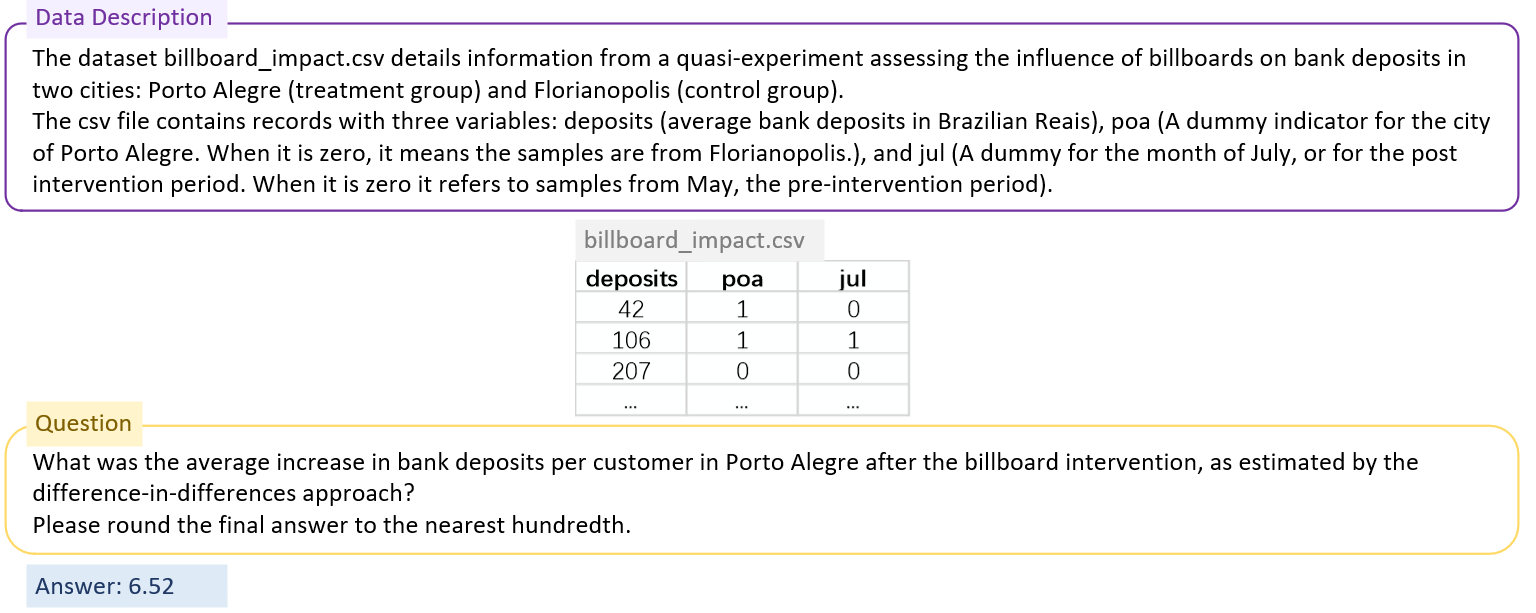 Data Description
The dataset billboard_impact.csv details information from a quasi-experiment assessing the influence of billboards on bank deposits in
two cities: Porto Alegre (treatment group) and Florianopolis (control group).
The csv file contains records with three variables: deposits (average bank deposits in Brazilian Reais), poa (A dummy indicator for the city
of Porto Alegre. When it is zero, it means the samples are from Florianopolis.), and jul (A dummy for the month of July, or for the post
intervention period. When it is zero it refers to samples from May, the pre-intervention period).
billboard_impact.csv
deposits poa jul
42 1 0
106 1 1
207 0 0
... ... ...
Question
What was the average increase in bank deposits per customer in Porto Alegre after the billboard intervention, as estimated by the
difference-in-differences approach?
Please round the final answer to the nearest hundredth.
Answer: 6.52